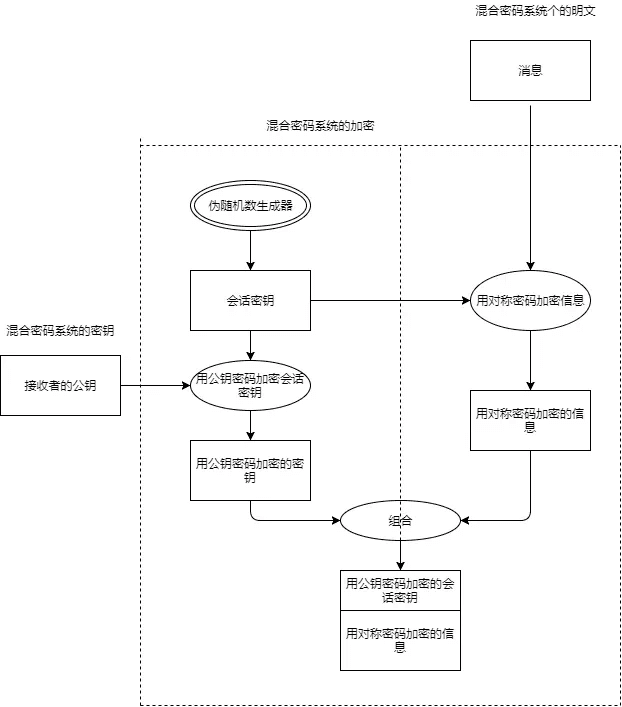 混合密码系统个的明文
消息
混合密码系统的加密
伪随机数生成器
会话密钥
用对称密码加密信息
混合密码系统的密钥
接收者的公钥
用公钥密码加密会话
密钥
用对称密码加密的信
息
用公钥密码加密的密
钥
组合
用公钥密码加密的会
话密钥
用对称密码加密的信
息